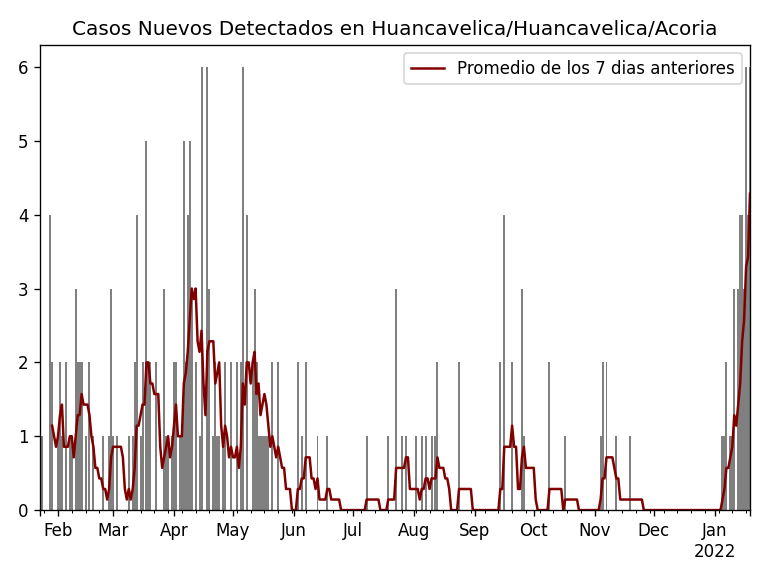 Casos Nuevos Detectados en Huancavelica/Huancavelica/Acoria
Promedio de los 7 dias anteriores
6
5
4
3
2
1
0
Feb Mar Apr May Jun Jul Aug Sep Oct Nov Dec Jan
2022